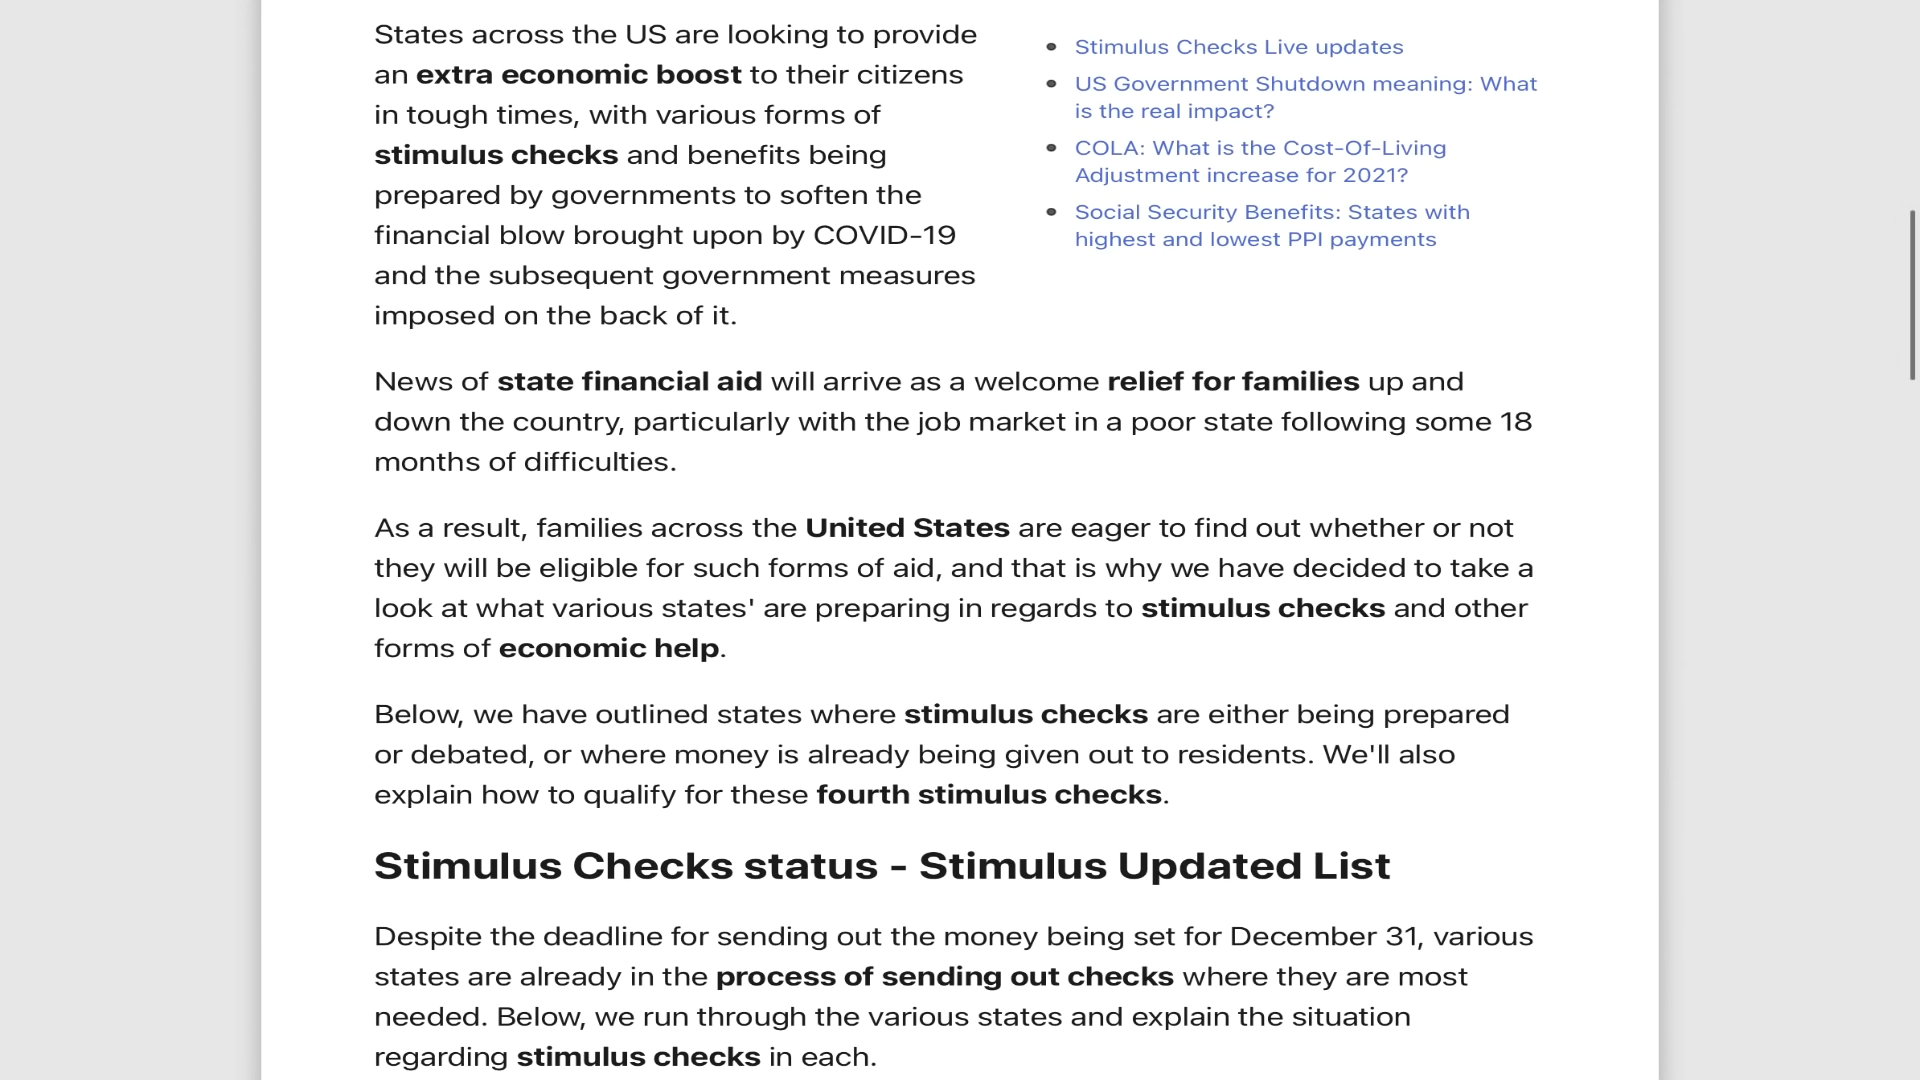 States across the US are looking to provide
an extra economic boost to their citizens
in tough times, with various forms of
stimulus checks and benefits being
prepared by governments to soften the
financial blow brought upon by COVID-19
and the subsequent government measures
imposed on the back of it.
• Stimulus Checks Live updates
• US Government Shutdown meaning: What
is the real impact?
• COLA: What is the Cost-Of-Living
Adjustment increase for 2021?
• Social Security Benefits: States with
highest and lowest PPI payments
News of state financial aid will arrive as a welcome relief for families up and
down the country, particularly with the job market in a poor state following some 18
months of difficulties.
As a result, families across the United States are eager to find out whether or not
they will be eligible for such forms of aid, and that is why we have decided to take a
look at what various states' are preparing in regards to stimulus checks and other
forms of economic help.
Below, we have outlined states where stimulus checks are either being prepared
or debated, or where money is already being given out to residents. We'll also
explain how to qualify for these fourth stimulus checks.
Stimulus Checks status - Stimulus Updated List
Despite the deadline for sending out the money being set for December 31, various
states are already in the process of sending out checks where they are most
needed. Below, we run through the various states and explain the situation
regarding stimulus checks in each.